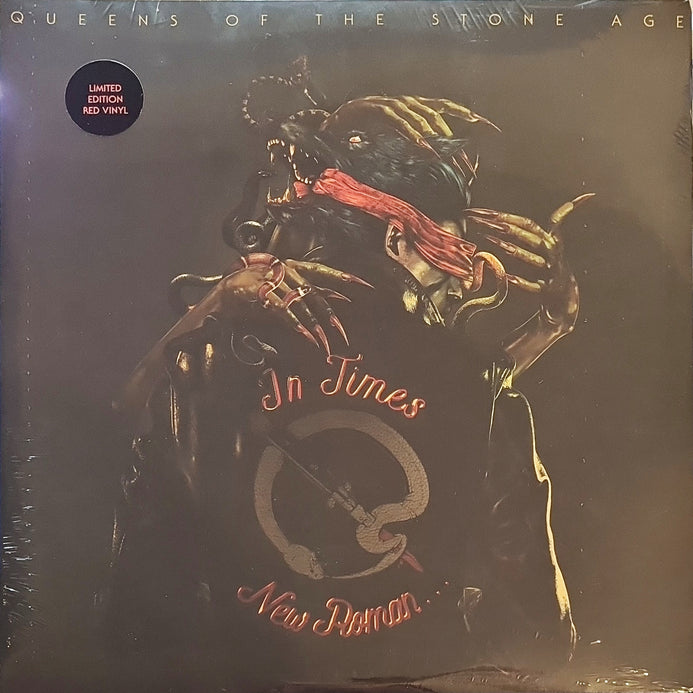 QUEENS OF THE STONE AGE
LIMITED
EDITION
RED VINYL
In Times
New Roman...